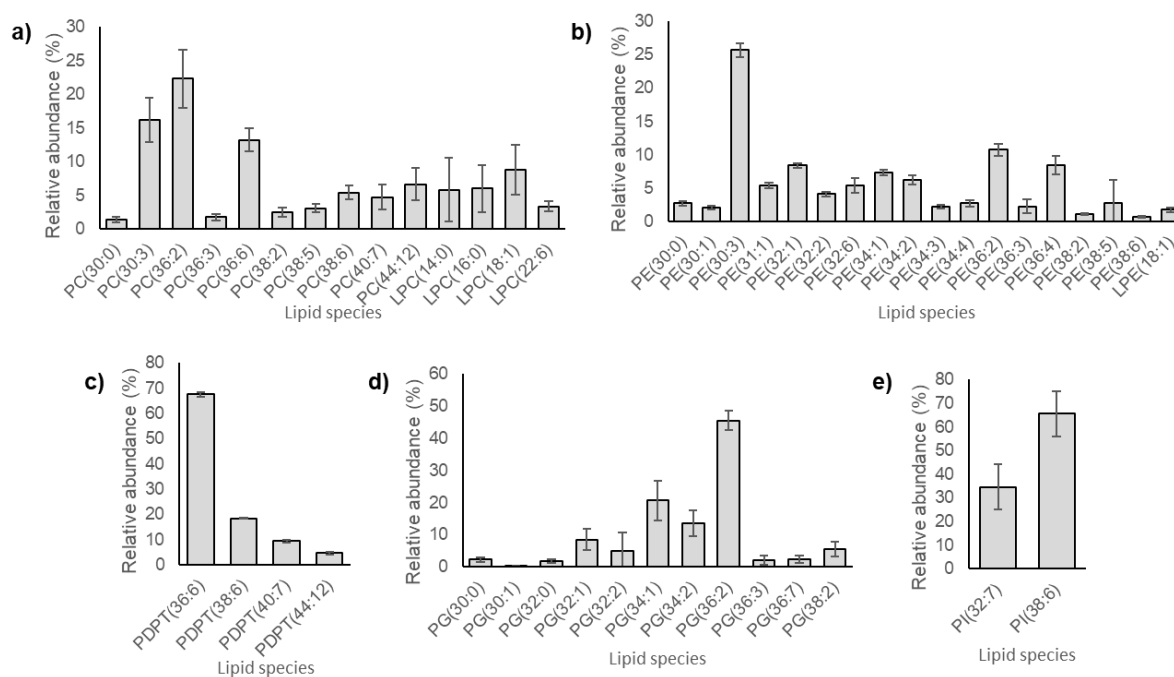 a)
Relative abundance (%)
30
25
20
15
10
5
0
PC(30:0)
PC(30:3)
PC(36:2)
PC(36:3)
PC(36:6)
PC(38:2)
PC(38:5)
PC(38:6)
PC(40:7)
PC(44:12)
LPC(14:0)
LPC(16:0)
LPC(18:1)
LPC(22:6)
Lipid species
b)
Relative abundance (%)
30
25
20
15
10
5
0
PE(30:0)
PE(30:1)
PE(30:3)
PE(31:1)
PE(32:1)
PE(32:2)
PE(32:6)
PE(34:1)
PE(34:2)
PE(34:3)
PE(34:4)
PE(36:2)
PE(36:3)
PE(36:4)
PE(38:2)
PE(38:5)
PE(38:6)
LPE(18:1)
Lipid species
c)
Relative abundance (%)
80
70
60
50
40
30
20
10
0
PDPT(36:6)
PDPT(38:6)
PDPT(40:7)
PDPT(44:12)
Lipid species
d)
Relative abundance (%)
60
50
40
30
20
10
0
PG(30:0)
PG(30:1)
PG(32:0)
PG(32:1)
PG(32:2)
PG(34:1)
PG(34:2)
PG(36:2)
PG(36:3)
PG(36:7)
PG(38:2)
Lipid species
e)
Relative abundance (%)
80
70
60
50
40
30
20
10
0
PI(32:7)
PI(38:6)
Lipid species